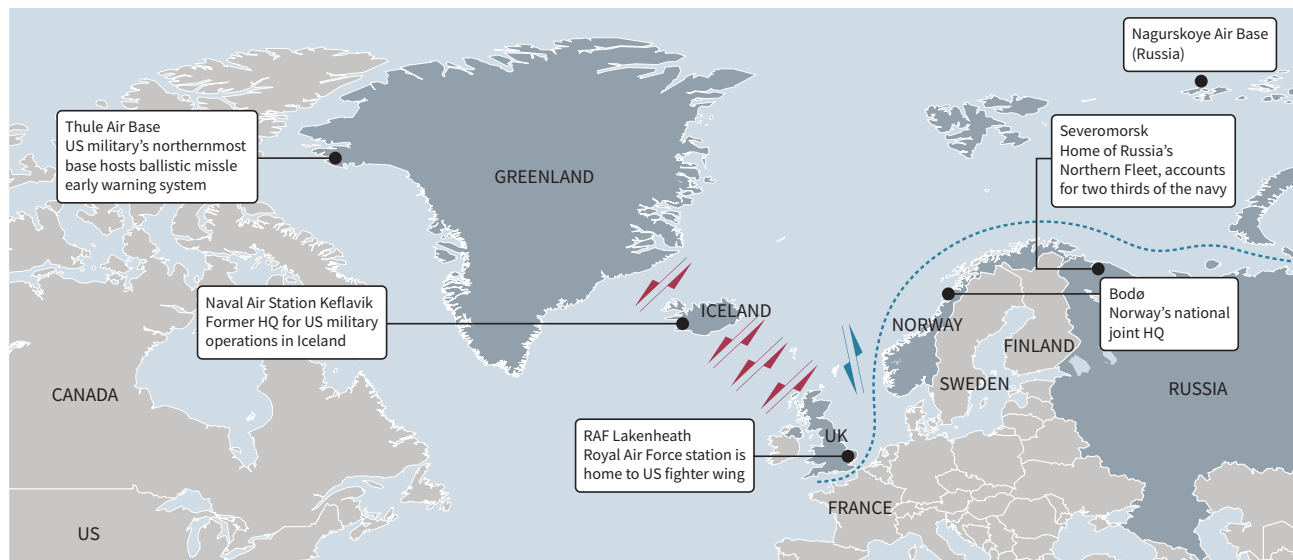 Nagurskoye Air Base
(Russia)
Thule Air Base
US military's northernmost
base hosts ballistic missle
early warning system
Severomorsk
Home of Russia's
Northern Fleet, accounts
for two thirds of the navy
GREENLAND
Naval Air Station Keflavik
Former HQ for US military
operations in Iceland
ICELAND
Bodø
Norway's national
joint HQ
NORWAY
FINLAND
SWEDEN
RUSSIA
CANADA
RAF Lakenheath
Royal Air Force station is
home to US fighter wing
UK
FRANCE
US